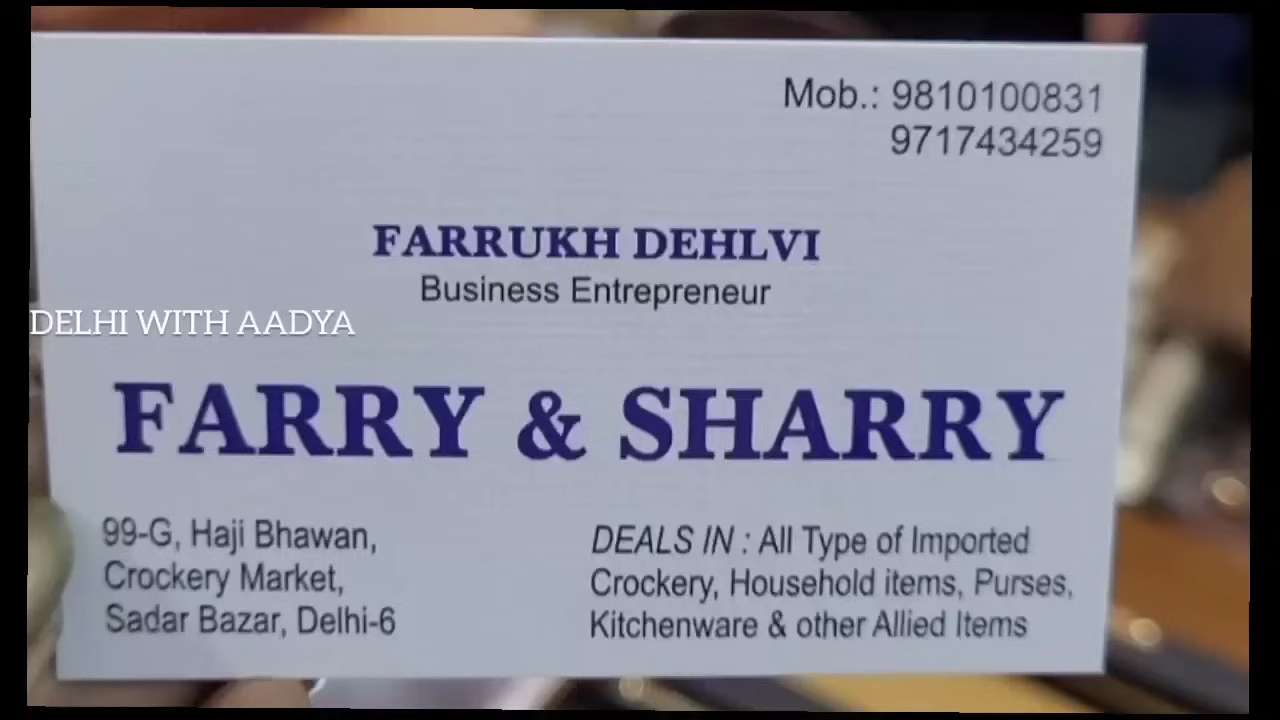 Mob.: 9810100831
9717434259
FARRUKH DEHLVI
Business Entrepreneur
DELHI WITH AADYA
FARRY & SHARRY
99-G, Haji Bhawan,
Crockery Market,
Sadar Bazar, Delhi-6
DEALS IN : All Type of Imported
Crockery, Household items, Purses,
Kitchenware & other Allied Items